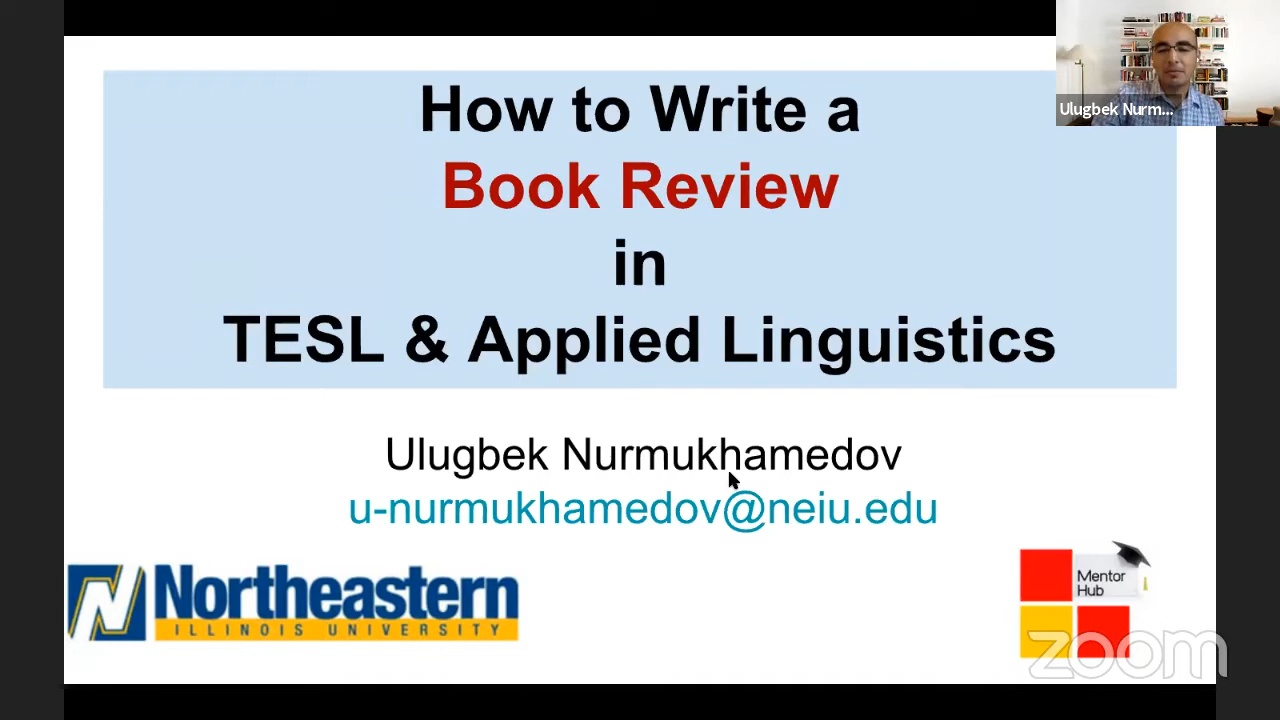 How to Write a
Book Review
in
TESL & Applied Linguistics
Ulugbek Nurm...
Ulugbek Nurmukhamedov
u-nurmukhamedov@neiu.edu
Northeastern
ILLINOIS UNIVERSITY
Mentor
Hub
zoom